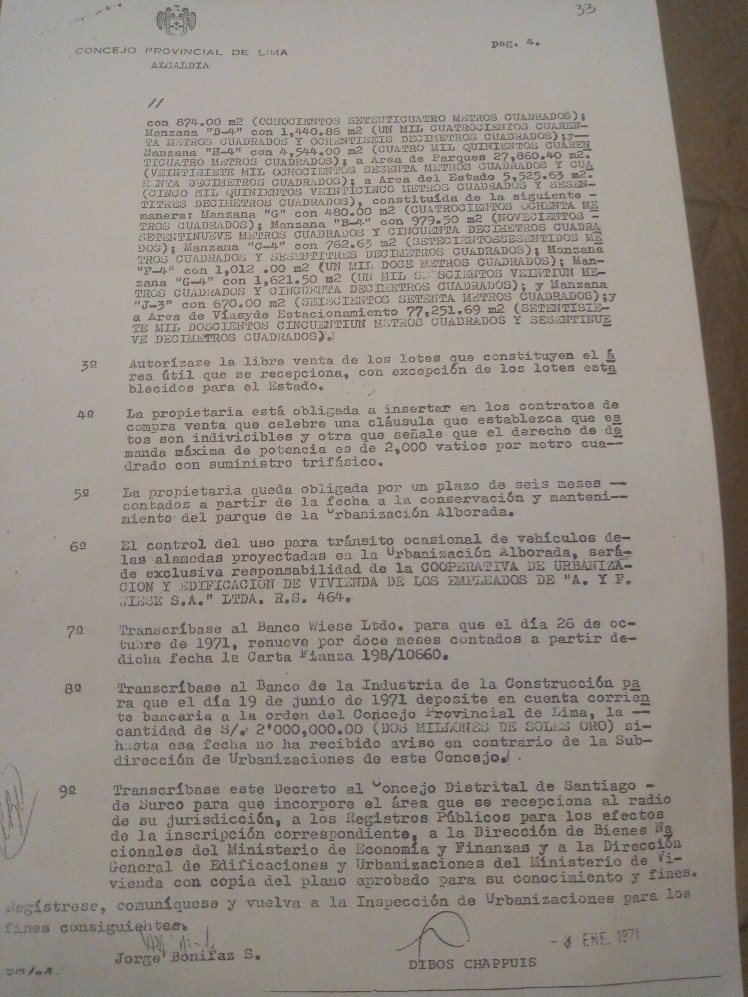 33
CONCEJO PROVINCIAL DE LIMA
ALCALDIA
pag. 4.
//
con 874.00 m2 (OCHOCIENTOS SETENTICUATRO METROS CUADRADOS);
Manzana "D-4" con 1,440.86 m2 (UN MIL CUATROCIENTOS CUAREN-
TA METROS CUADRADOS Y OCHENTISEIS DECIMETROS CUADRADOS);y—
Manzana "H-4" con 4,544.00 m2 (CUATRO MIL QUINIENTOS CUAREN
TICUATRO METROS CUADRADOS); a Area de Parques 27,860.40 m2.
(VEINTISIETE MIL OCHOCIENTOS SESENTA METROS CUADRADOS Y CUA
RENTA DECIMETROS CUADRADOS); a Area del Estado 5,525.63 m2.
(CINCO MIL QUINIENTOS VEINTICINCO METROS CUADRADOS Y SESEN-
TITRES DECIMETROS CUADRADOS), constituída de la siguiente -
manera: Manzana "G" con 480.00 m2 (CUATROCIENTOS OCHENTA ME
TROS CUADRADOS); Manzana "B-4" con 979.50 m2 (NOVECIENTOS -
SETENTINUEVE METROS CUADRADOS Y CINCUENTA DECIMETROS CUADRA
DOS); Manzana "C-4" con 762.63 m2 (SETECIENTOSSESENTIDOS ME
TROS CUADRADOS Y SESENTITRES DECIMETROS CUADRADOS); Manzana
"F-4" con 1,012 .00 m2 (UN MIL DOCE METROS CUADRADOS); Man-
zana "G-4" con 1,621.50 m2 (UN MIL SEISCIENTOS VEINTIUN ME-
TROS CUADRADOS Y CINCUENTA DECIMETROS CUADRADOS); y Manzana
"J-3" con 670.00 m2 (SEISCIENTOS SETENTA METROS CUADRADOS);y
a Area de Víasyde Estacionamiento 77,251.69 m2 (SETENTISIE-
TE MIL DOSCIENTOS CINCUENTIUN METROS CUADRADOS Y SESENTINUE
VE DECIMETROS CUADRADOS).
3º Autorízase la libre venta de los lotes que constituyen el á
rea útil que se recepciona, con excepción de los lotes esta
blecidos para el Estado.
4º La propietaria está obligada a insertar en los contratos de
compra venta que celebre una cláusula que establezca que es
tos son indivisibles y otra que señale que el derecho de de
manda máxima de potencia es de 2,000 vatios por metro cua—
drado con suministro trifásico.
5º La propietaria queda obligada por un plazo de seis meses —
contados a partir de la fecha a la conservación y manteni—
miento del parque de la Urbanización Alborada.
6º El control del uso para tránsito ocasional de vehículos de-
las alamedas proyectadas en la Urbanización Alborada, será-
de exclusiva responsabilidad de la COOPERATIVA DE URBANIZA-
CION Y EDIFICACION DE VIVIENDA DE LOS EMPLEADOS DE "A. Y F.
WIESE S.A." LTDA. R.S. 464.
7º Transcríbase al Banco Wiese Ltdo. para que el día 26 de oc-
tubre de 1971, renueve por doce meses contados a partir de-
dicha fecha la Carta Fianza 198/10660.
8º Transcríbase al Banco de la Industria de la Construcción pa
ra que el día 19 de junio de 1971 deposite en cuenta corrien
te bancaria a la orden del Concejo Provincial de Lima, la —
cantidad de S/. 2'000,000.00 (DOS MILLONES DE SOLES ORO) si-
hasta esa fecha no ha recibido aviso en contrario de la Sub-
dirección de Urbanizaciones de este Concejo.
9º Transcríbase este Decreto al Concejo Distrital de Santiago -
de Surco para que incorpore el área que se recepciona al radio
de su jurisdicción, a los Registros Públicos para los efectos
de la inscripción correspondiente, a la Dirección de Bienes Na
cionales del Ministerio de Economía y Finanzas y a la Dirección
General de Edificaciones y Urbanizaciones del Ministerio de Vi-
vienda con copia del plano aprobado para su conocimiento y fines.
Regístrese, comuníquese y vuelva a la Inspección de Urbanizaciones para los
fines consiguientes.
Jorge Bonifaz S.
DIBOS CHAPPUIS
ENE. 1971